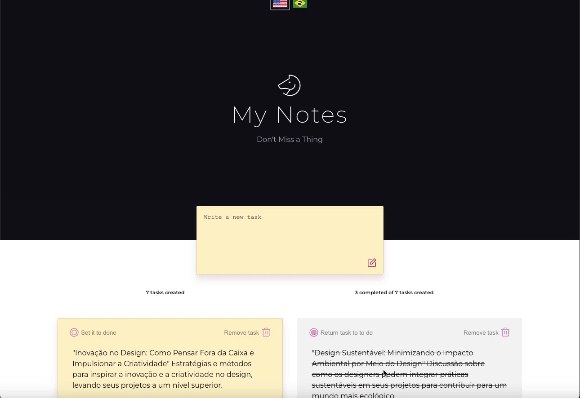 My Notes
Don't Miss a Thing
Write a new task
7 tasks created
3 completed of 7 tasks created
Set it to done
Remove task
"Inovação no Design: Como Pensar Fora da Caixa e
Impulsionar a Criatividade" Estratégias e métodos
para inspirar a inovação e a criatividade no design,
levando seus projetos a um nível superior.
Return task to to do
Remove task
"Design Sustentável: Minimizando o Impacto
Ambiental por Meio do Design" Discussão sobre
como os designers podem integrar práticas
sustentáveis em seus projetos para contribuir para um
mundo mais ecológico.